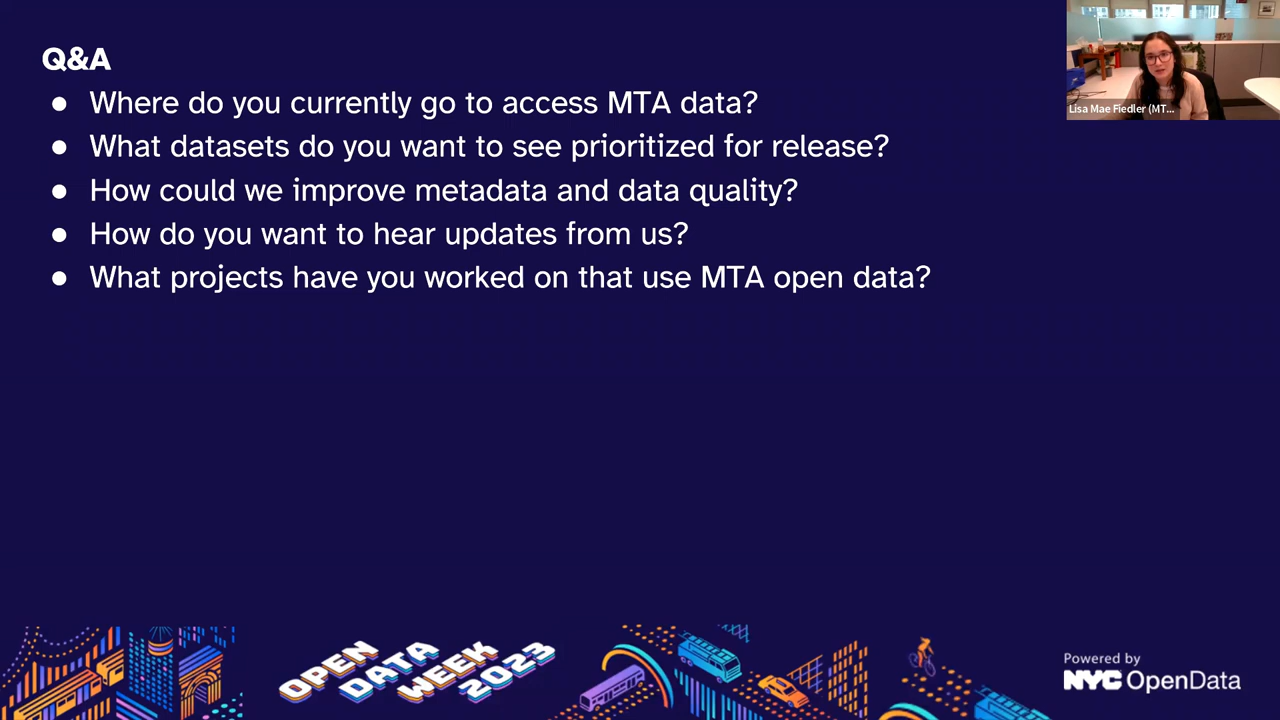 Q&A
● Where do you currently go to access MTA data?
● What datasets do you want to see prioritized for release?
● How could we improve metadata and data quality?
● How do you want to hear updates from us?
● What projects have you worked on that use MTA open data?
Lisa Mae Fiedler (MT...
OPEN
DATA
WEEK
2023
Powered by
NYC OpenData